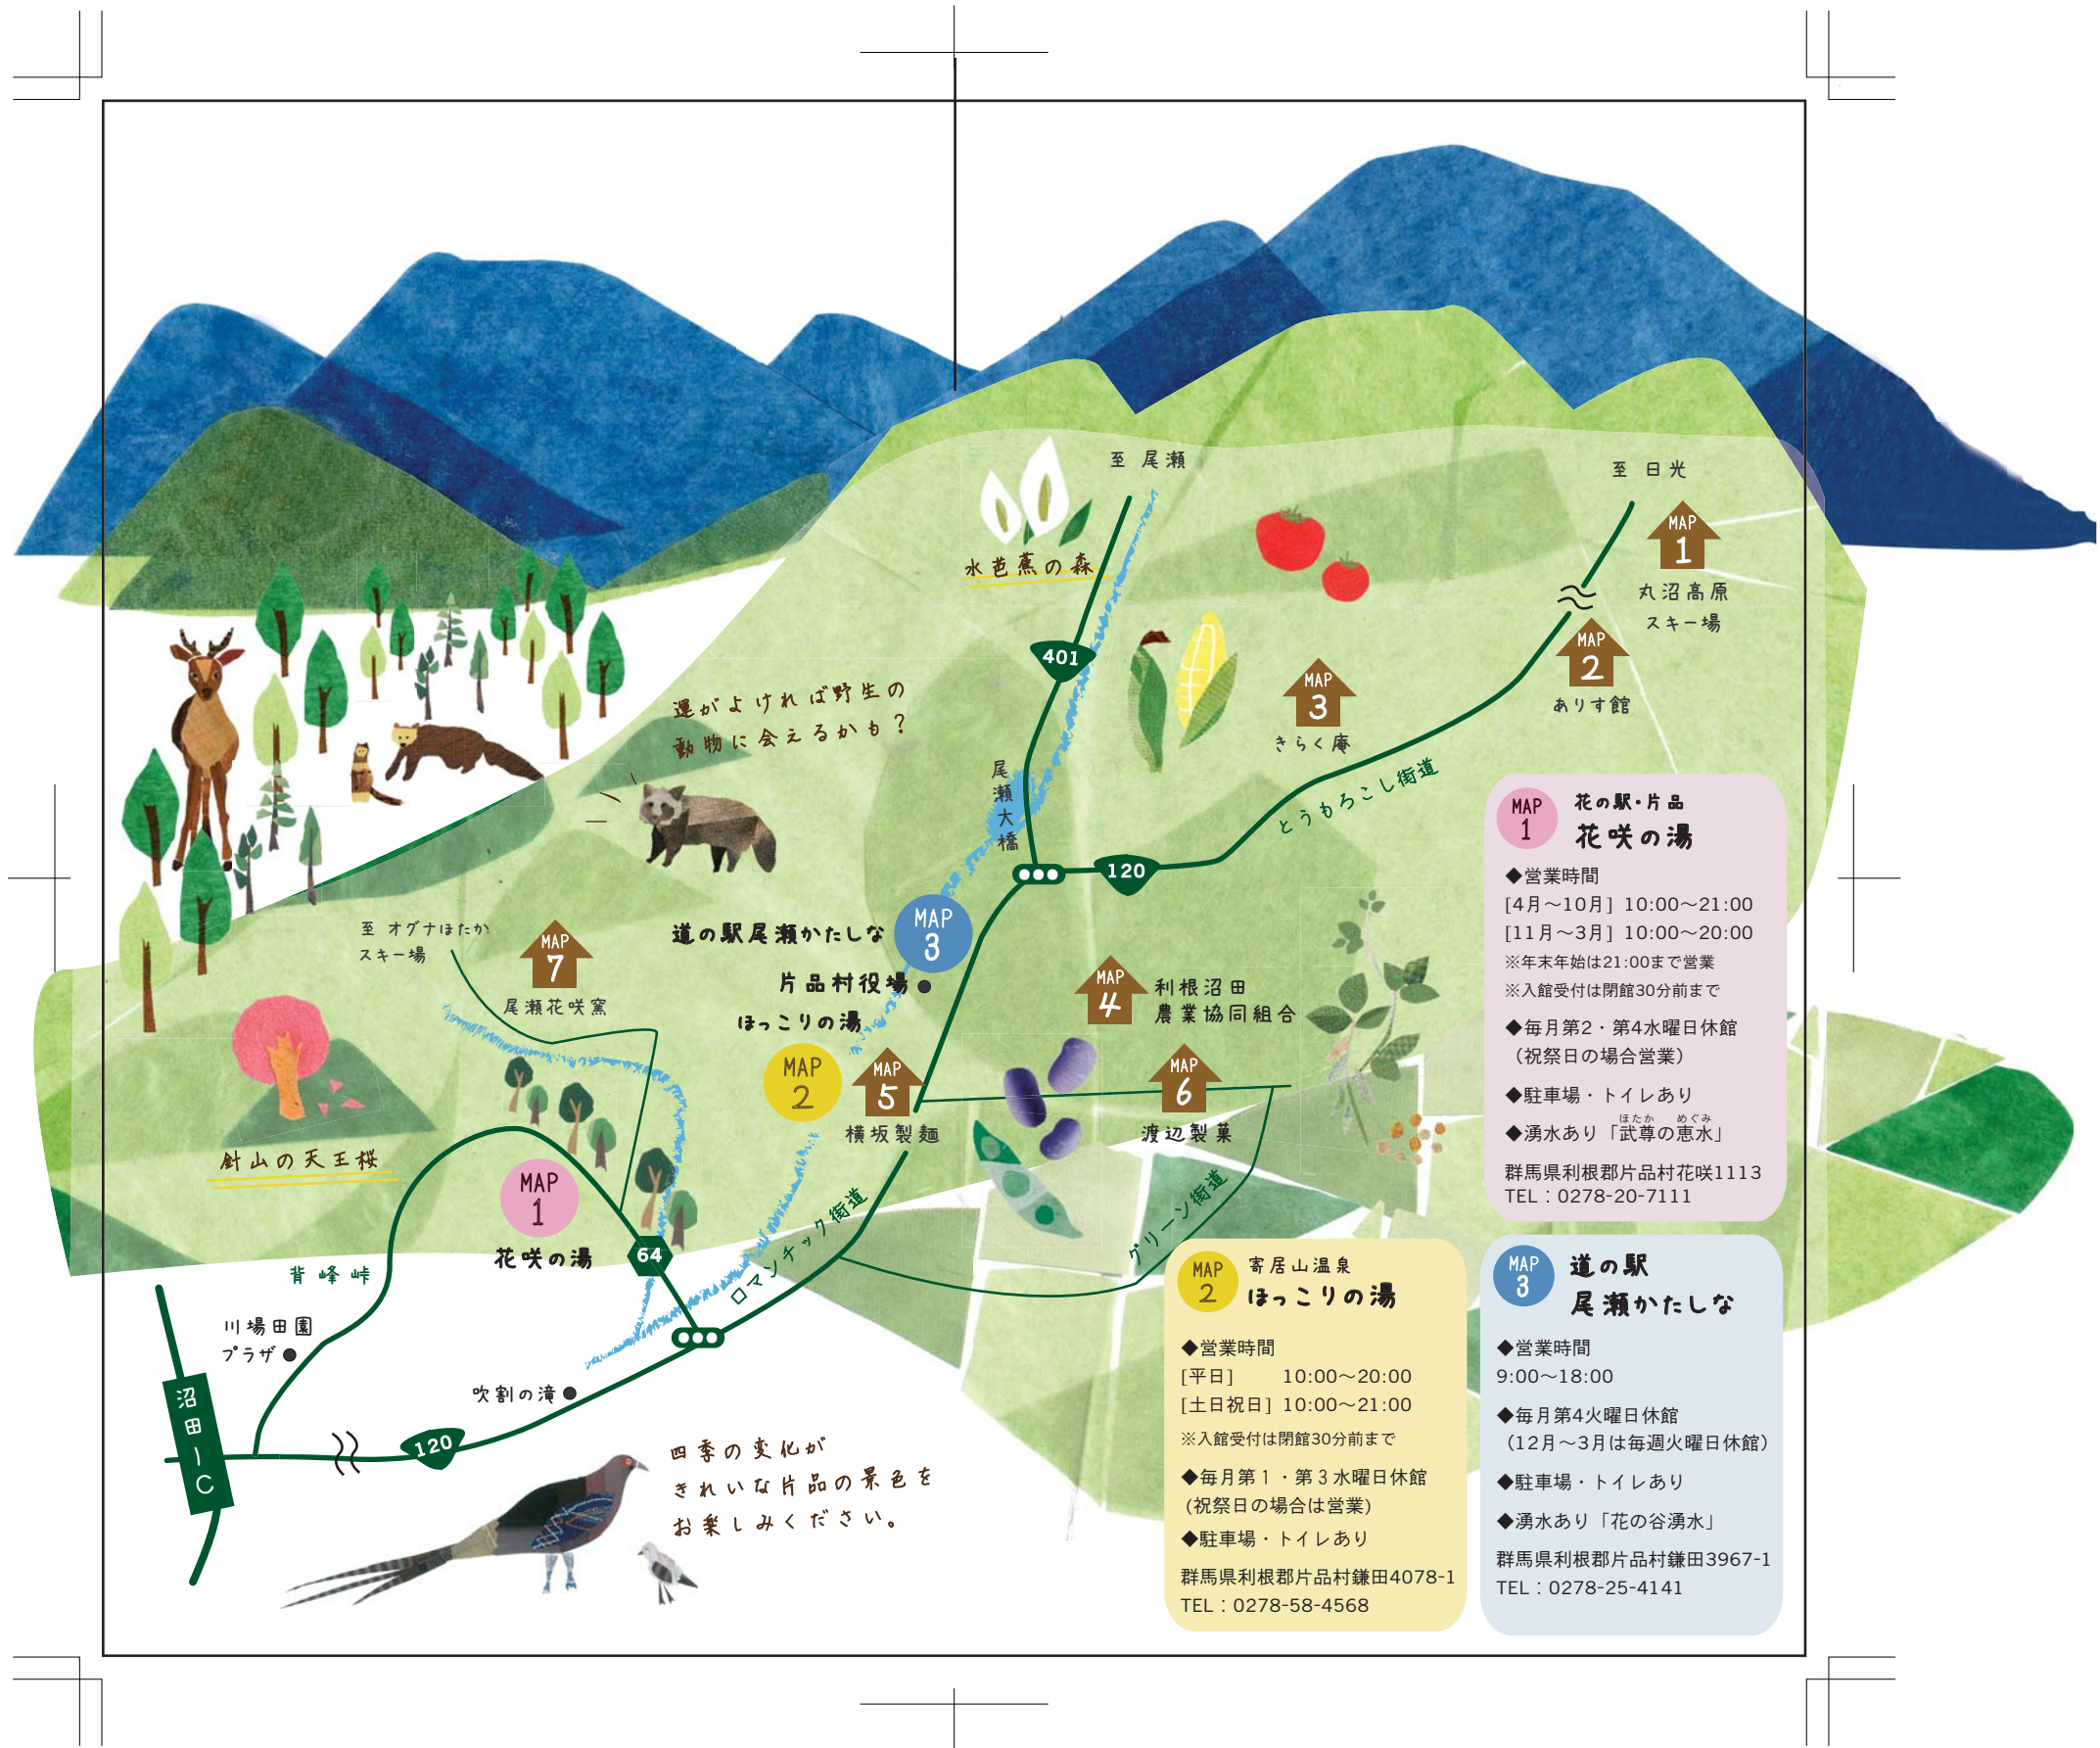 至 尾瀬
至 日光
MAP
1
丸沼高原
スキー場
水芭蕉の森
401
MAP
2
ありす館
MAP
3
きらく庵
運がよければ野生の
動物に会えるかも?
尾瀬大橋
とうもろこし街道
120
道の駅尾瀬かたしな
MAP
3
片品村役場
ほっこりの湯
MAP
2
MAP
4
利根沼田
農業協同組合
至 オグナほたか
スキー場
MAP
7
尾瀬花咲窯
MAP
5
横坂製麺
MAP
6
渡辺製菓
針山の天王桜
MAP
1
花咲の湯
64
ロマンチック街道
グリーン街道
背峰峠
川場田園
プラザ
沼田IC
吹割の滝
120
四季の変化が
きれいな片品の景色を
お楽しみください。
MAP
1
花の駅・片品
花咲の湯
◆営業時間
[4月〜10月] 10:00〜21:00
[11月〜3月] 10:00〜20:00
※年末年始は21:00まで営業
※入館受付は閉館30分前まで
◆毎月第2・第4水曜日休館
(祝祭日の場合営業)
◆駐車場・トイレあり
ほたか めぐみ
◆湧水あり「武尊の恵水」
群馬県利根郡片品村花咲1113
TEL:0278-20-7111
MAP
2
寄居山温泉
ほっこりの湯
◆営業時間
[平日] 10:00〜20:00
[土日祝日] 10:00〜21:00
※入館受付は閉館30分前まで
◆毎月第1・第3水曜日休館
(祝祭日の場合は営業)
◆駐車場・トイレあり
群馬県利根郡片品村鎌田4078-1
TEL:0278-58-4568
MAP
3
道の駅
尾瀬かたしな
◆営業時間
9:00〜18:00
◆毎月第4火曜日休館
(12月〜3月は毎週火曜日休館)
◆駐車場・トイレあり
◆湧水あり「花の谷湧水」
群馬県利根郡片品村鎌田3967-1
TEL:0278-25-4141